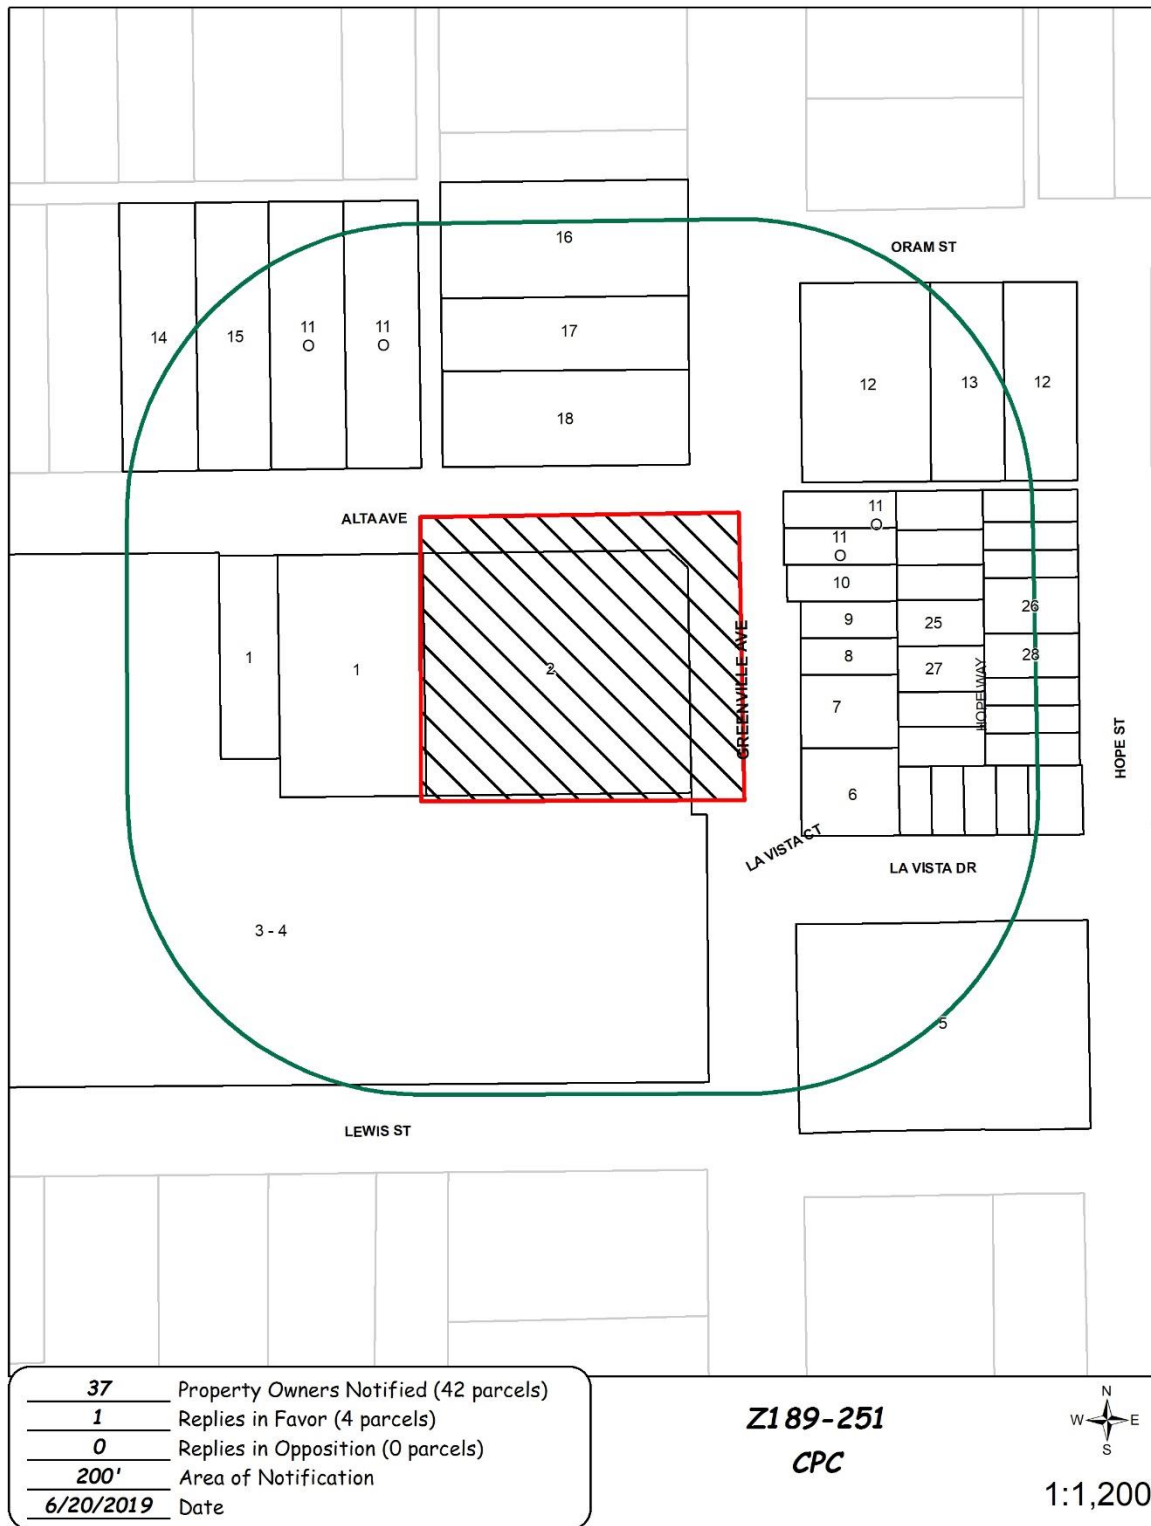 16
ORAM ST
14
15
11
O
11
O
17
12
13
12
18
ALTA AVE
11
O
11
O
10
9
25
26
8
1
1
2
27
28
7
GREENVILLE AVE
HOPE WAY
HOPE ST
6
LA VISTA CT
LA VISTA DR
3 - 4
5
LEWIS ST
37 Property Owners Notified (42 parcels)
1 Replies in Favor (4 parcels)
0 Replies in Opposition (0 parcels)
200' Area of Notification
6/20/2019 Date
Z189-251
CPC
N
W E
S
1:1,200